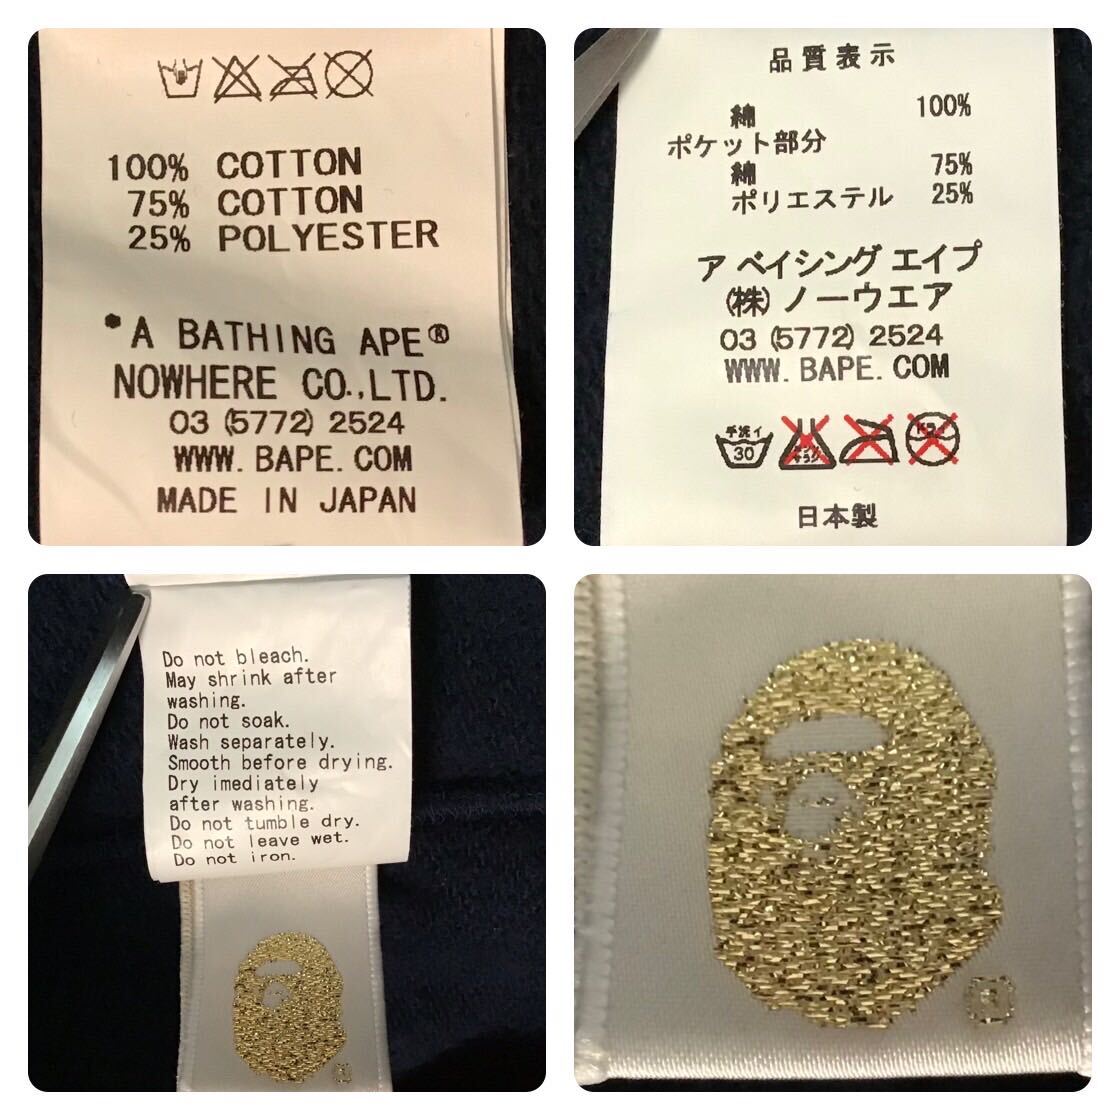 100% COTTON
75% COTTON
25% POLYESTER
*A BATHING APE®
NOWHERE CO.,LTD.
03 (5772) 2524
WWW. BAPE. COM
MADE IN JAPAN
品質表示
綿 100%
ポケット部分
綿 75%
ポリエステル 25%
ア ベイシング エイプ
(株) ノーウエア
03 (5772) 2524
WWW. BAPE. COM
手洗イ
30
日本製
Do not bleach.
May shrink after
washing.
Do not soak.
Wash separately.
Smooth before drying.
Dry imediately
after washing.
Do not tumble dry.
Do not leave wet.
Do not iron.